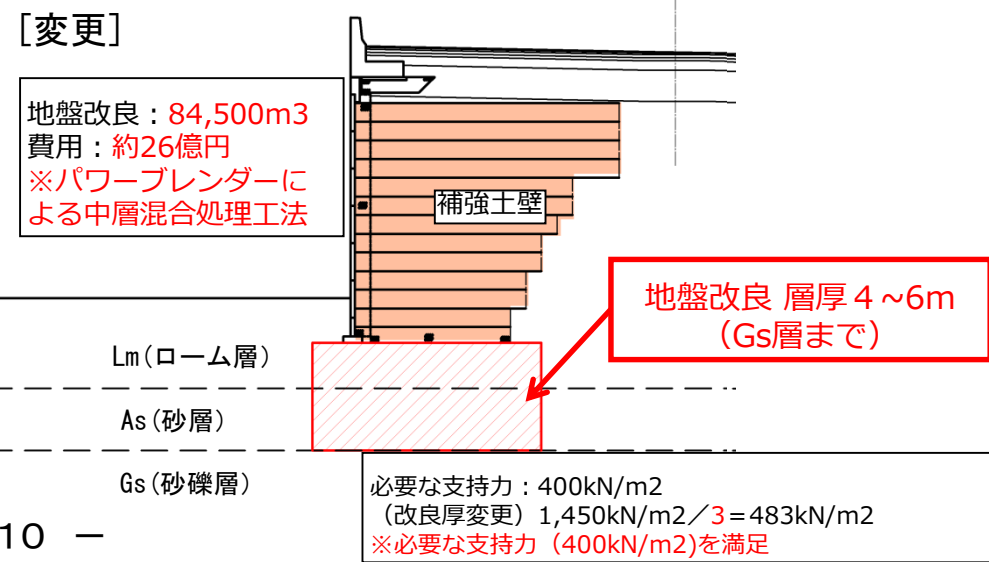 [変更]
地盤改良：84,500m3
費用：約26億円
※パワーブレンダーに
よる中層混合処理工法
補強土壁
地盤改良 層厚４~6m
（Gs層まで）
Lm(ローム層)
As(砂層)
Gs(砂礫層)
必要な支持力：400kN/m2
（改良厚変更）1,450kN/m2／3＝483kN/m2
※必要な支持力（400kN/m2)を満足
10 －